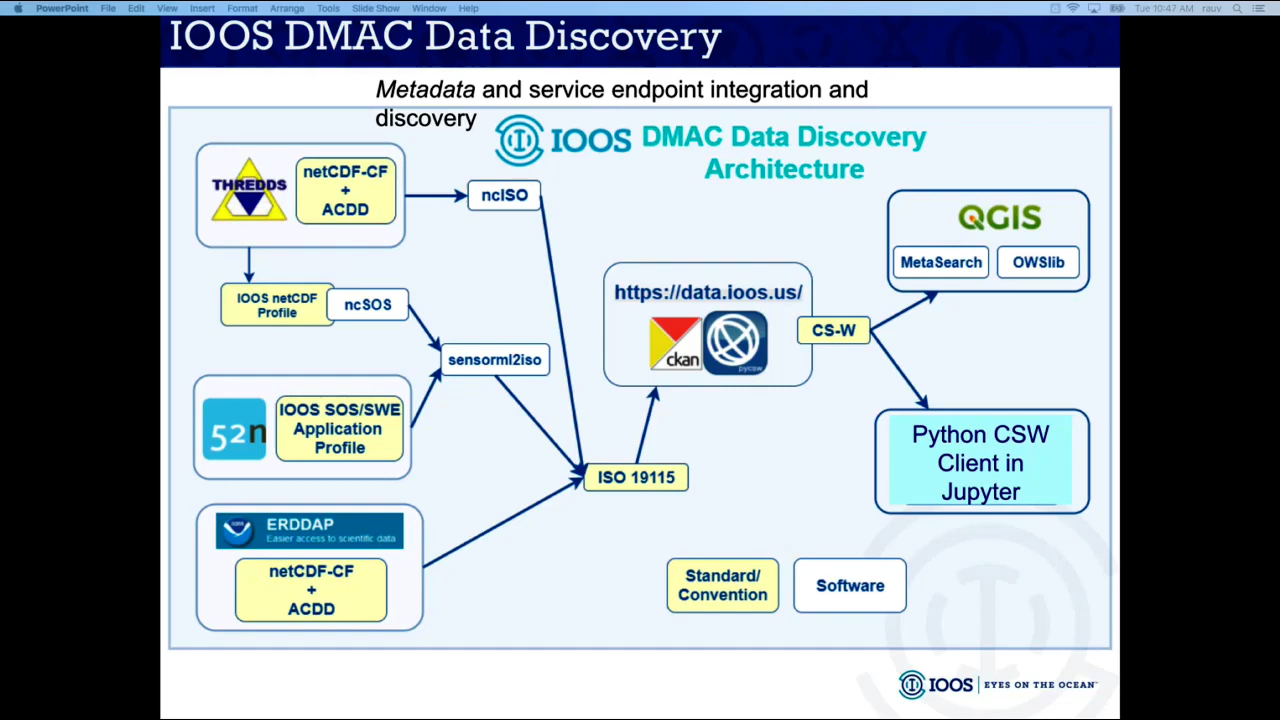 PowerPoint File Edit View Insert Format Arrange Tools Slide Show Window Help Tue 10:47 AM rauv
IOOS DMAC Data Discovery
Metadata and service endpoint integration and
discovery
IOOS DMAC Data Discovery
Architecture
THREDDS
netCDF-CF
+
ACDD
ncISO
IOOS netCDF
Profile
ncSOS
sensorml2iso
52n
IOOS SOS/SWE
Application
Profile
ERDDAP
Easier access to scientific data
netCDF-CF
+
ACDD
ISO 19115
https://data.ioos.us/
ckan
pycsw
CS-W
QGIS
MetaSearch
OWSlib
Python CSW
Client in
Jupyter
Standard/
Convention
Software
IOOS EYES ON THE OCEAN™